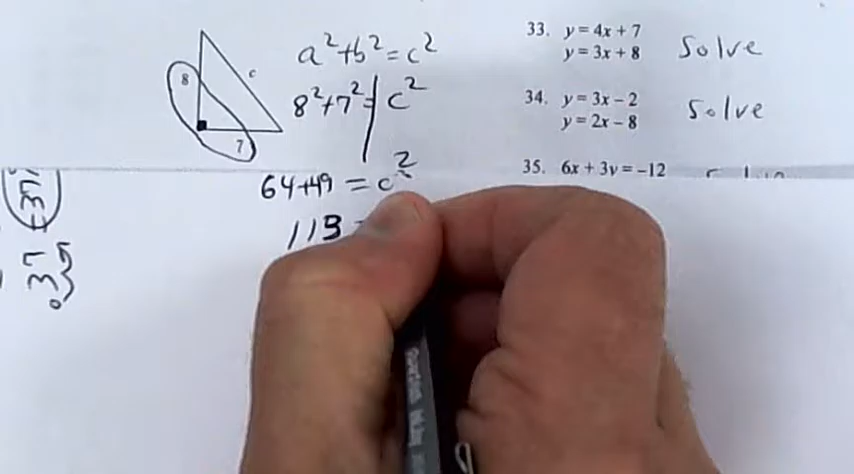 8
c
7
a² + b² = c²
8² + 7² = c²
64 + 49 = c²
113 =
33. y = 4x + 7
y = 3x + 8
Solve
34. y = 3x − 2
y = 2x − 8
Solve
35. 6x + 3y = −12